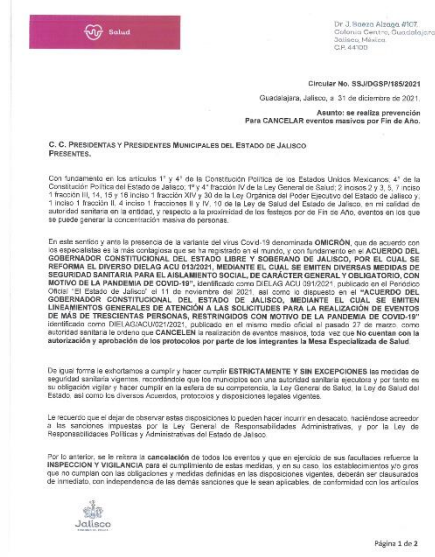 Salud
Dr. J. Baeza Alzaga #107,
Colonia Centro, Guadalajara
Jalisco, México.
C.P. 44100
Circular No. SSJ/DGSP/185/2021
Guadalajara, Jalisco, a 31 de diciembre de 2021.
Asunto: se realiza prevención
Para CANCELAR eventos masivos por Fin de Año.
C. C. PRESIDENTAS Y PRESIDENTES MUNICIPALES DEL ESTADO DE JALISCO
PRESENTES.
Con fundamento en los artículos 1° y 4° de la Constitución Política de los Estados Unidos Mexicanos; 4° de la
Constitución Política del Estado de Jalisco; 1º y 4° fracción IV de la Ley General de Salud; 2 incisos 2 y 3, 5, 7 inciso
1 fracción III, 14, 15 y 16 inciso 1 fracción XIV y 30 de la Ley Orgánica del Poder Ejecutivo del Estado de Jalisco; y
1 inciso 1 fracción II, 4 inciso 1 fracciones II y IV, 10 de la Ley de Salud del Estado de Jalisco, en mi calidad de
autoridad sanitaria en la entidad, y respecto a la proximidad de los festejos por de Fin de Año, eventos en los que
se puede generar la concentración masiva de personas.
En este sentido y ante la presencia de la variante del virus Covid-19 denominada OMICRÓN, que de acuerdo con
los especialistas es la más contagiosa que se ha registrado en el mundo, y con fundamento en el ACUERDO DEL
GOBERNADOR CONSTITUCIONAL DEL ESTADO LIBRE Y SOBERANO DE JALISCO, POR EL CUAL SE
REFORMA EL DIVERSO DIELAG ACU 013/2021, MEDIANTE EL CUAL SE EMITEN DIVERSAS MEDIDAS DE
SEGURIDAD SANITARIA PARA EL AISLAMIENTO SOCIAL, DE CARÁCTER GENERAL Y OBLIGATORIO, CON
MOTIVO DE LA PANDEMIA DE COVID-19", identificado como DIELAG ACU 091/2021, publicado en el Periódico
Oficial "El Estado de Jalisco" el 11 de noviembre del 2021, así como lo dispuesto en el "ACUERDO DEL
GOBERNADOR CONSTITUCIONAL DEL ESTADO DE JALISCO, MEDIANTE EL CUAL SE EMITEN
LINEAMIENTOS GENERALES DE ATENCIÓN A LAS SOLICITUDES PARA LA REALIZACIÓN DE EVENTOS
DE MÁS DE TRESCIENTAS PERSONAS, RESTRINGIDOS CON MOTIVO DE LA PANDEMIA DE COVID-19"
identificado como DIELAG/ACU/021/2021, publicado en el mismo medio oficial el pasado 27 de marzo, como
autoridad sanitaria le ordeno que CANCELEN la realización de eventos masivos, toda vez que No cuentan con la
autorización y aprobación de los protocolos por parte de los integrantes la Mesa Especializada de Salud
De igual forma le exhortamos a cumplir y hacer cumplir ESTRICTAMENTE Y SIN EXCEPCIONES las medidas de
seguridad sanitaria vigentes, recordándole que los municipios son una autoridad sanitaria ejecutora y por tanto es
su obligación vigilar y hacer cumplir en la esfera de su competencia, la Ley General de Salud, la Ley de Salud del
Estado, así como los diversos Acuerdos, protocolos y disposiciones legales vigentes.
Le recuerdo que el dejar de observar estas disposiciones lo pueden hacer incurrir en desacato, haciéndose acreedor
a las sanciones impuestas por la Ley General de Responsabilidades Administrativas, y por la Ley de
Responsabilidades Políticas y Administrativas del Estado de Jalisco.
Por lo anterior, se le reitera la cancelación de todos los eventos y que en ejercicio de sus facultades refuerce la
INSPECCION Y VIGILANCIA para el cumplimiento de estas medidas, y en su caso, los establecimientos y/o giros
que no cumplan con las obligaciones y medidas definidas en las disposiciones vigentes, deberán ser clausurados
de inmediato, con independencia de las demás sanciones que le sean aplicables, de conformidad con los artículos
Jalisco
Página 1 de 2